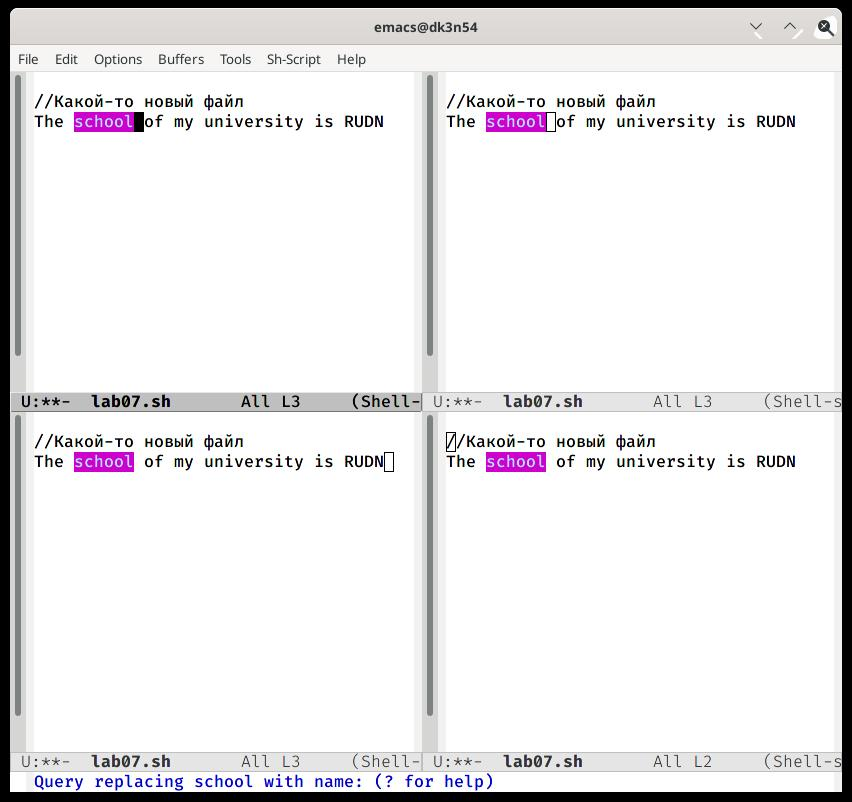 emacs@dk3n54
File Edit Options Buffers Tools Sh-Script Help
//Какой-то новый файл
The school of my university is RUDN
U:**- lab07.sh All L3 (Shell-
//Какой-то новый файл
The school of my university is RUDN
U:**- lab07.sh All L3 (Shell-s
//Какой-то новый файл
The school of my university is RUDN
U:**- lab07.sh All L3 (Shell-
//Какой-то новый файл
The school of my university is RUDN
U:**- lab07.sh All L2 (Shell-s
Query replacing school with name: (? for help)